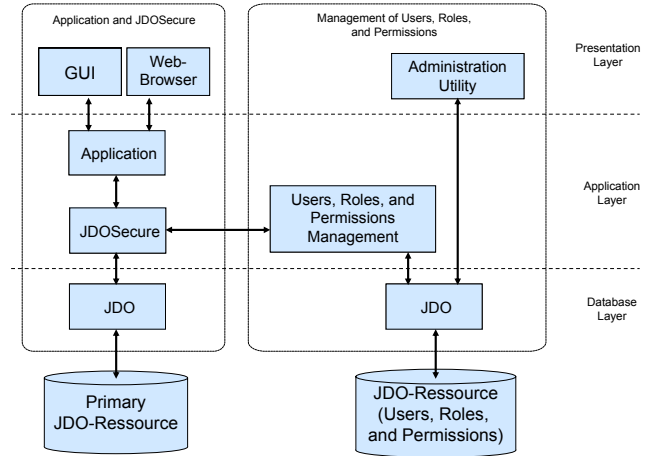 Application and JDOSecure
Management of Users, Roles,
and Permissions
Presentation
Layer
GUI
Web-
Browser
Administration
Utility
Application
Application
Layer
Users, Roles, and
Permissions
Management
JDOSecure
JDO
JDO
Database
Layer
Primary
JDO-Ressource
JDO-Ressource
(Users, Roles,
and Permissions)